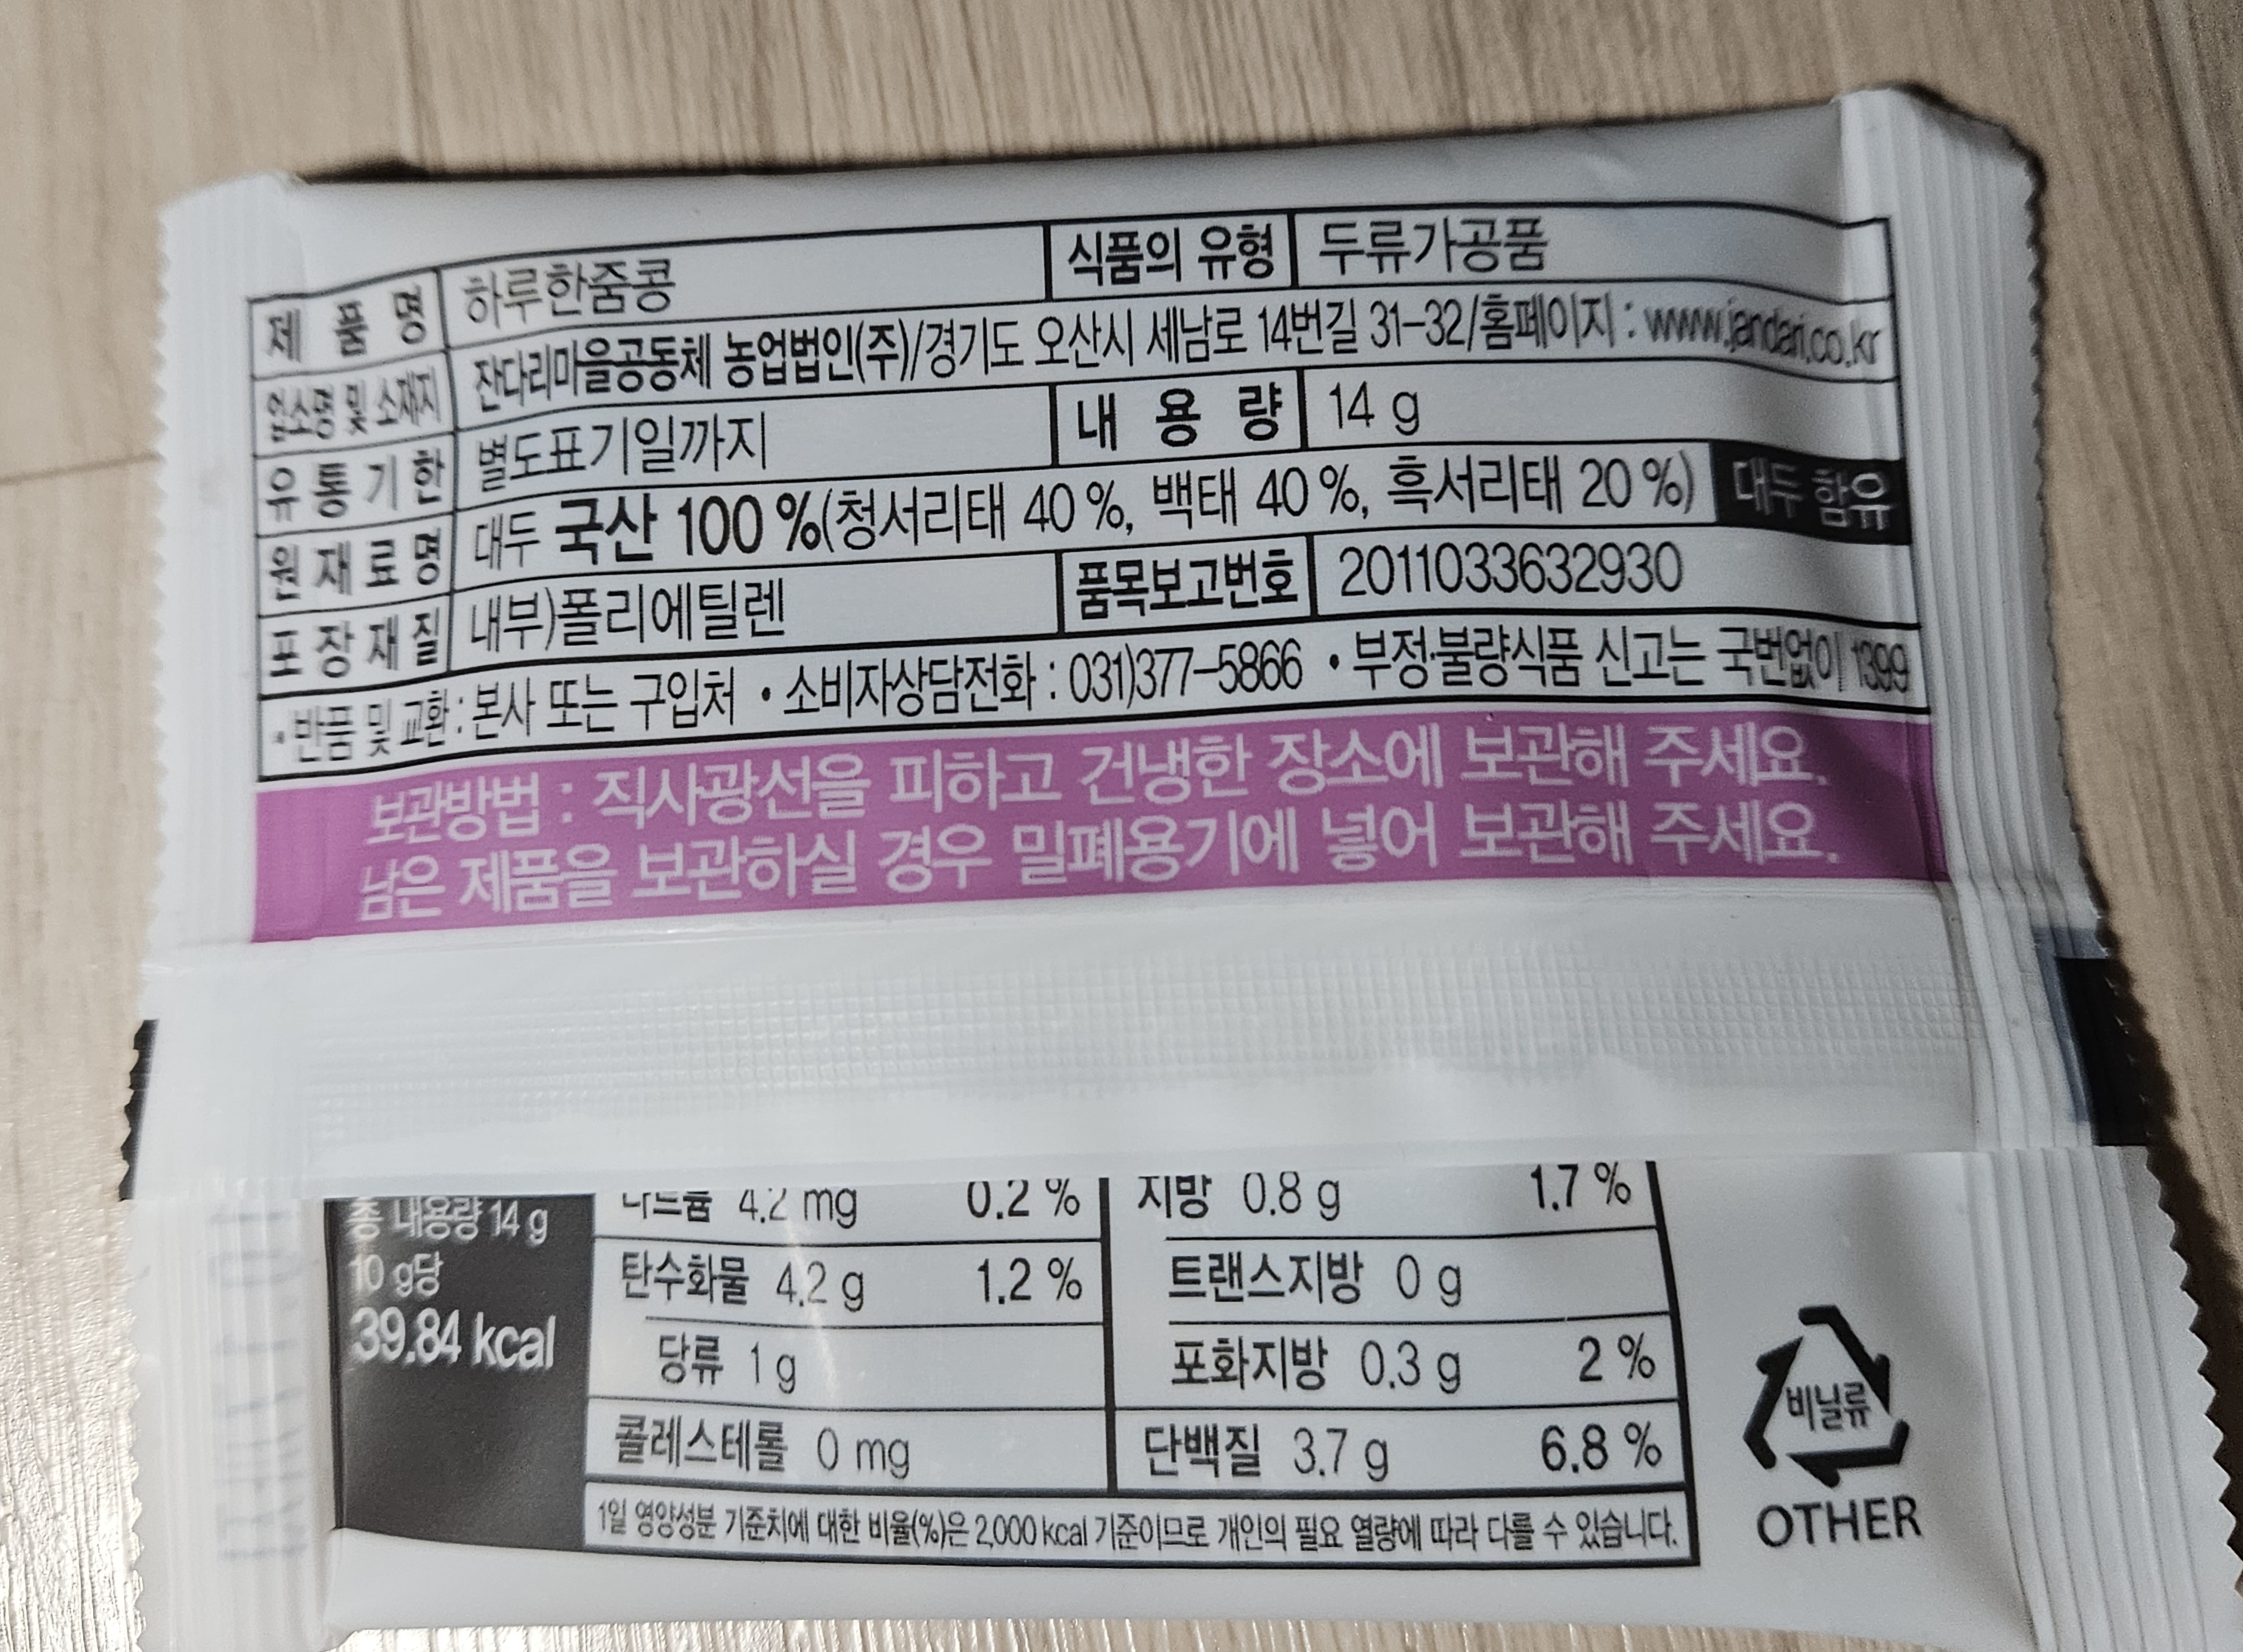 제 품 명 하루한줌콩 식품의 유형 두류가공품
업소명 및 소재지 잔다리마을공동체 농업법인(주)/경기도 오산시 세남로 14번길 31-32/홈페이지 : www.jandari.co.kr
유 통 기 한 별도표기일까지 내 용 량 14 g
원 재 료 명 대두 국산 100 %(청서리태 40 %, 백태 40 %, 흑서리태 20 %) 대두 함유
포 장 재 질 내부)폴리에틸렌 품목보고번호 2011033632930
• 반품 및 교환 : 본사 또는 구입처 • 소비자상담전화 : 031)377-5866 • 부정·불량식품 신고는 국번없이 1399
보관방법 : 직사광선을 피하고 건냉한 장소에 보관해 주세요.
남은 제품을 보관하실 경우 밀폐용기에 넣어 보관해 주세요.
총 내용량 14 g
10 g당
39.84 kcal
나트륨 4.2 mg 0.2 % 지방 0.8 g 1.7 %
탄수화물 4.2 g 1.2 % 트랜스지방 0 g
당류 1 g 포화지방 0.3 g 2 %
콜레스테롤 0 mg 단백질 3.7 g 6.8 %
1일 영양성분 기준치에 대한 비율(%)은 2,000 kcal 기준이므로 개인의 필요 열량에 따라 다를 수 있습니다.
비닐류
OTHER